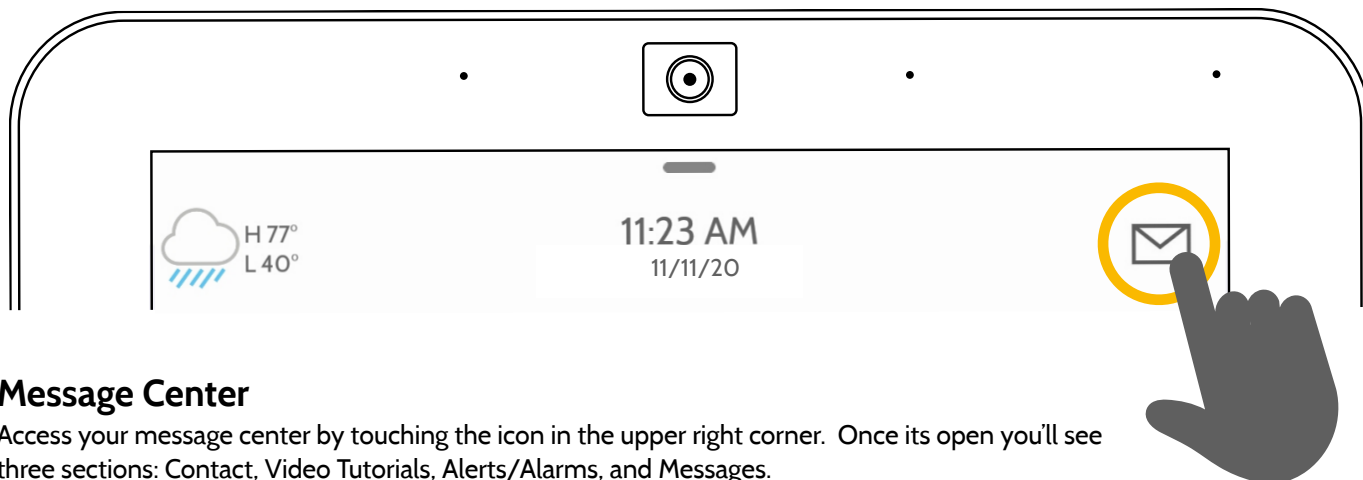 H 77°
L 40°
11:23 AM
11/11/20
Message Center
Access your message center by touching the icon in the upper right corner.  Once its open you'll see
three sections: Contact, Video Tutorials, Alerts/Alarms, and Messages.